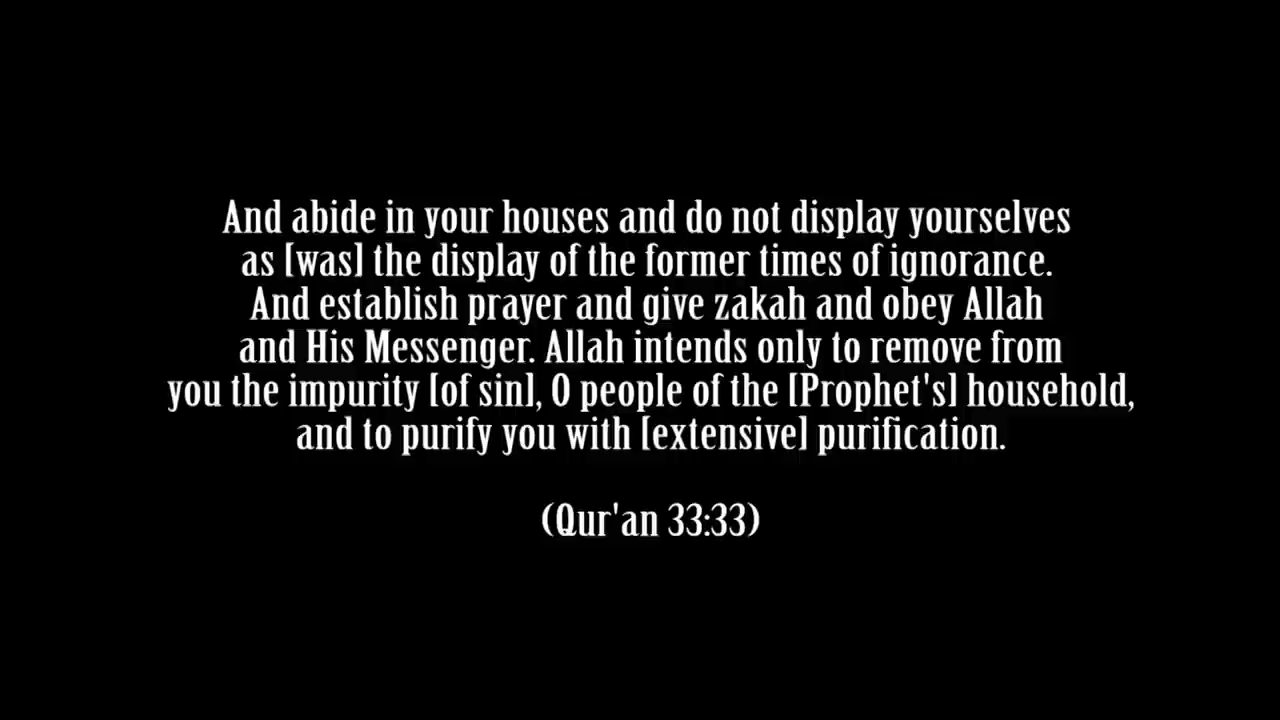 And abide in your houses and do not display yourselves
as [was] the display of the former times of ignorance.
And establish prayer and give zakah and obey Allah
and His Messenger. Allah intends only to remove from
you the impurity [of sin], O people of the [Prophet's] household,
and to purify you with [extensive] purification.
(Qur'an 33:33)